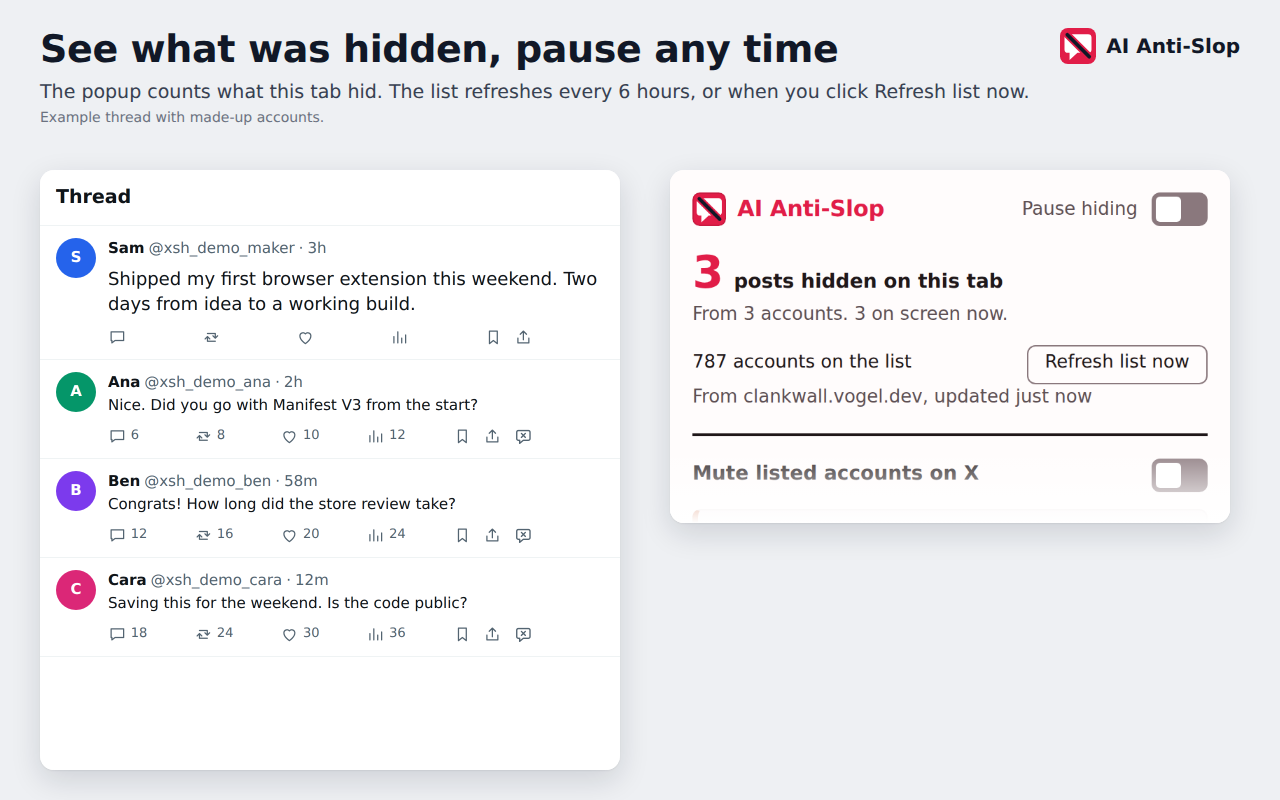 See what was hidden, pause any time
AI Anti-Slop
The popup counts what this tab hid. The list refreshes every 6 hours, or when you click Refresh list now.
Example thread with made-up accounts.
Thread
S
Sam @xsh_demo_maker · 3h
Shipped my first browser extension this weekend. Two
days from idea to a working build.
A
Ana @xsh_demo_ana · 2h
Nice. Did you go with Manifest V3 from the start?
6 8 10 12
B
Ben @xsh_demo_ben · 58m
Congrats! How long did the store review take?
12 16 20 24
C
Cara @xsh_demo_cara · 12m
Saving this for the weekend. Is the code public?
18 24 30 36
AI Anti-Slop
Pause hiding
3 posts hidden on this tab
From 3 accounts. 3 on screen now.
787 accounts on the list
Refresh list now
From clankwall.vogel.dev, updated just now
Mute listed accounts on X